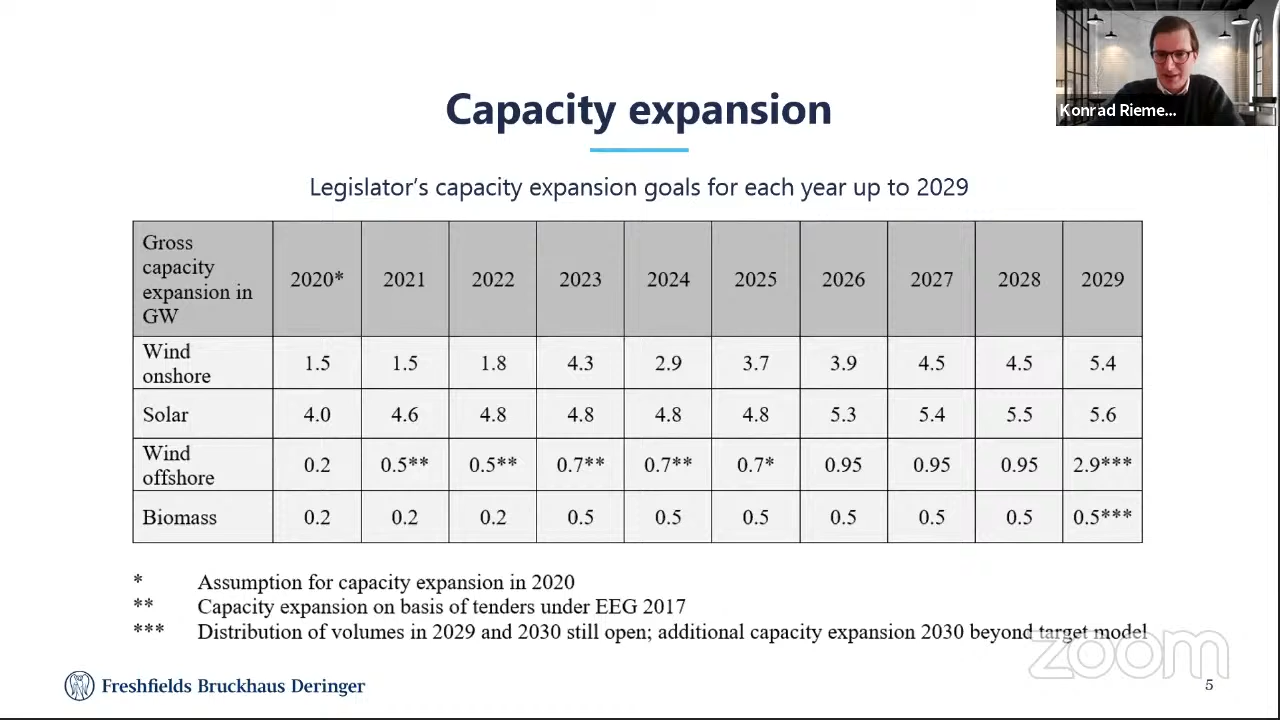 Konrad Rieme...
Capacity expansion
Legislator's capacity expansion goals for each year up to 2029
Gross capacity expansion in GW 2020* 2021 2022 2023 2024 2025 2026 2027 2028 2029
Wind onshore 1.5 1.5 1.8 4.3 2.9 3.7 3.9 4.5 4.5 5.4
Solar 4.0 4.6 4.8 4.8 4.8 4.8 5.3 5.4 5.5 5.6
Wind offshore 0.2 0.5** 0.5** 0.7** 0.7** 0.7* 0.95 0.95 0.95 2.9***
Biomass 0.2 0.2 0.2 0.5 0.5 0.5 0.5 0.5 0.5 0.5***
* Assumption for capacity expansion in 2020
** Capacity expansion on basis of tenders under EEG 2017
*** Distribution of volumes in 2029 and 2030 still open; additional capacity expansion 2030 beyond target model
zoom
Freshfields Bruckhaus Deringer
5